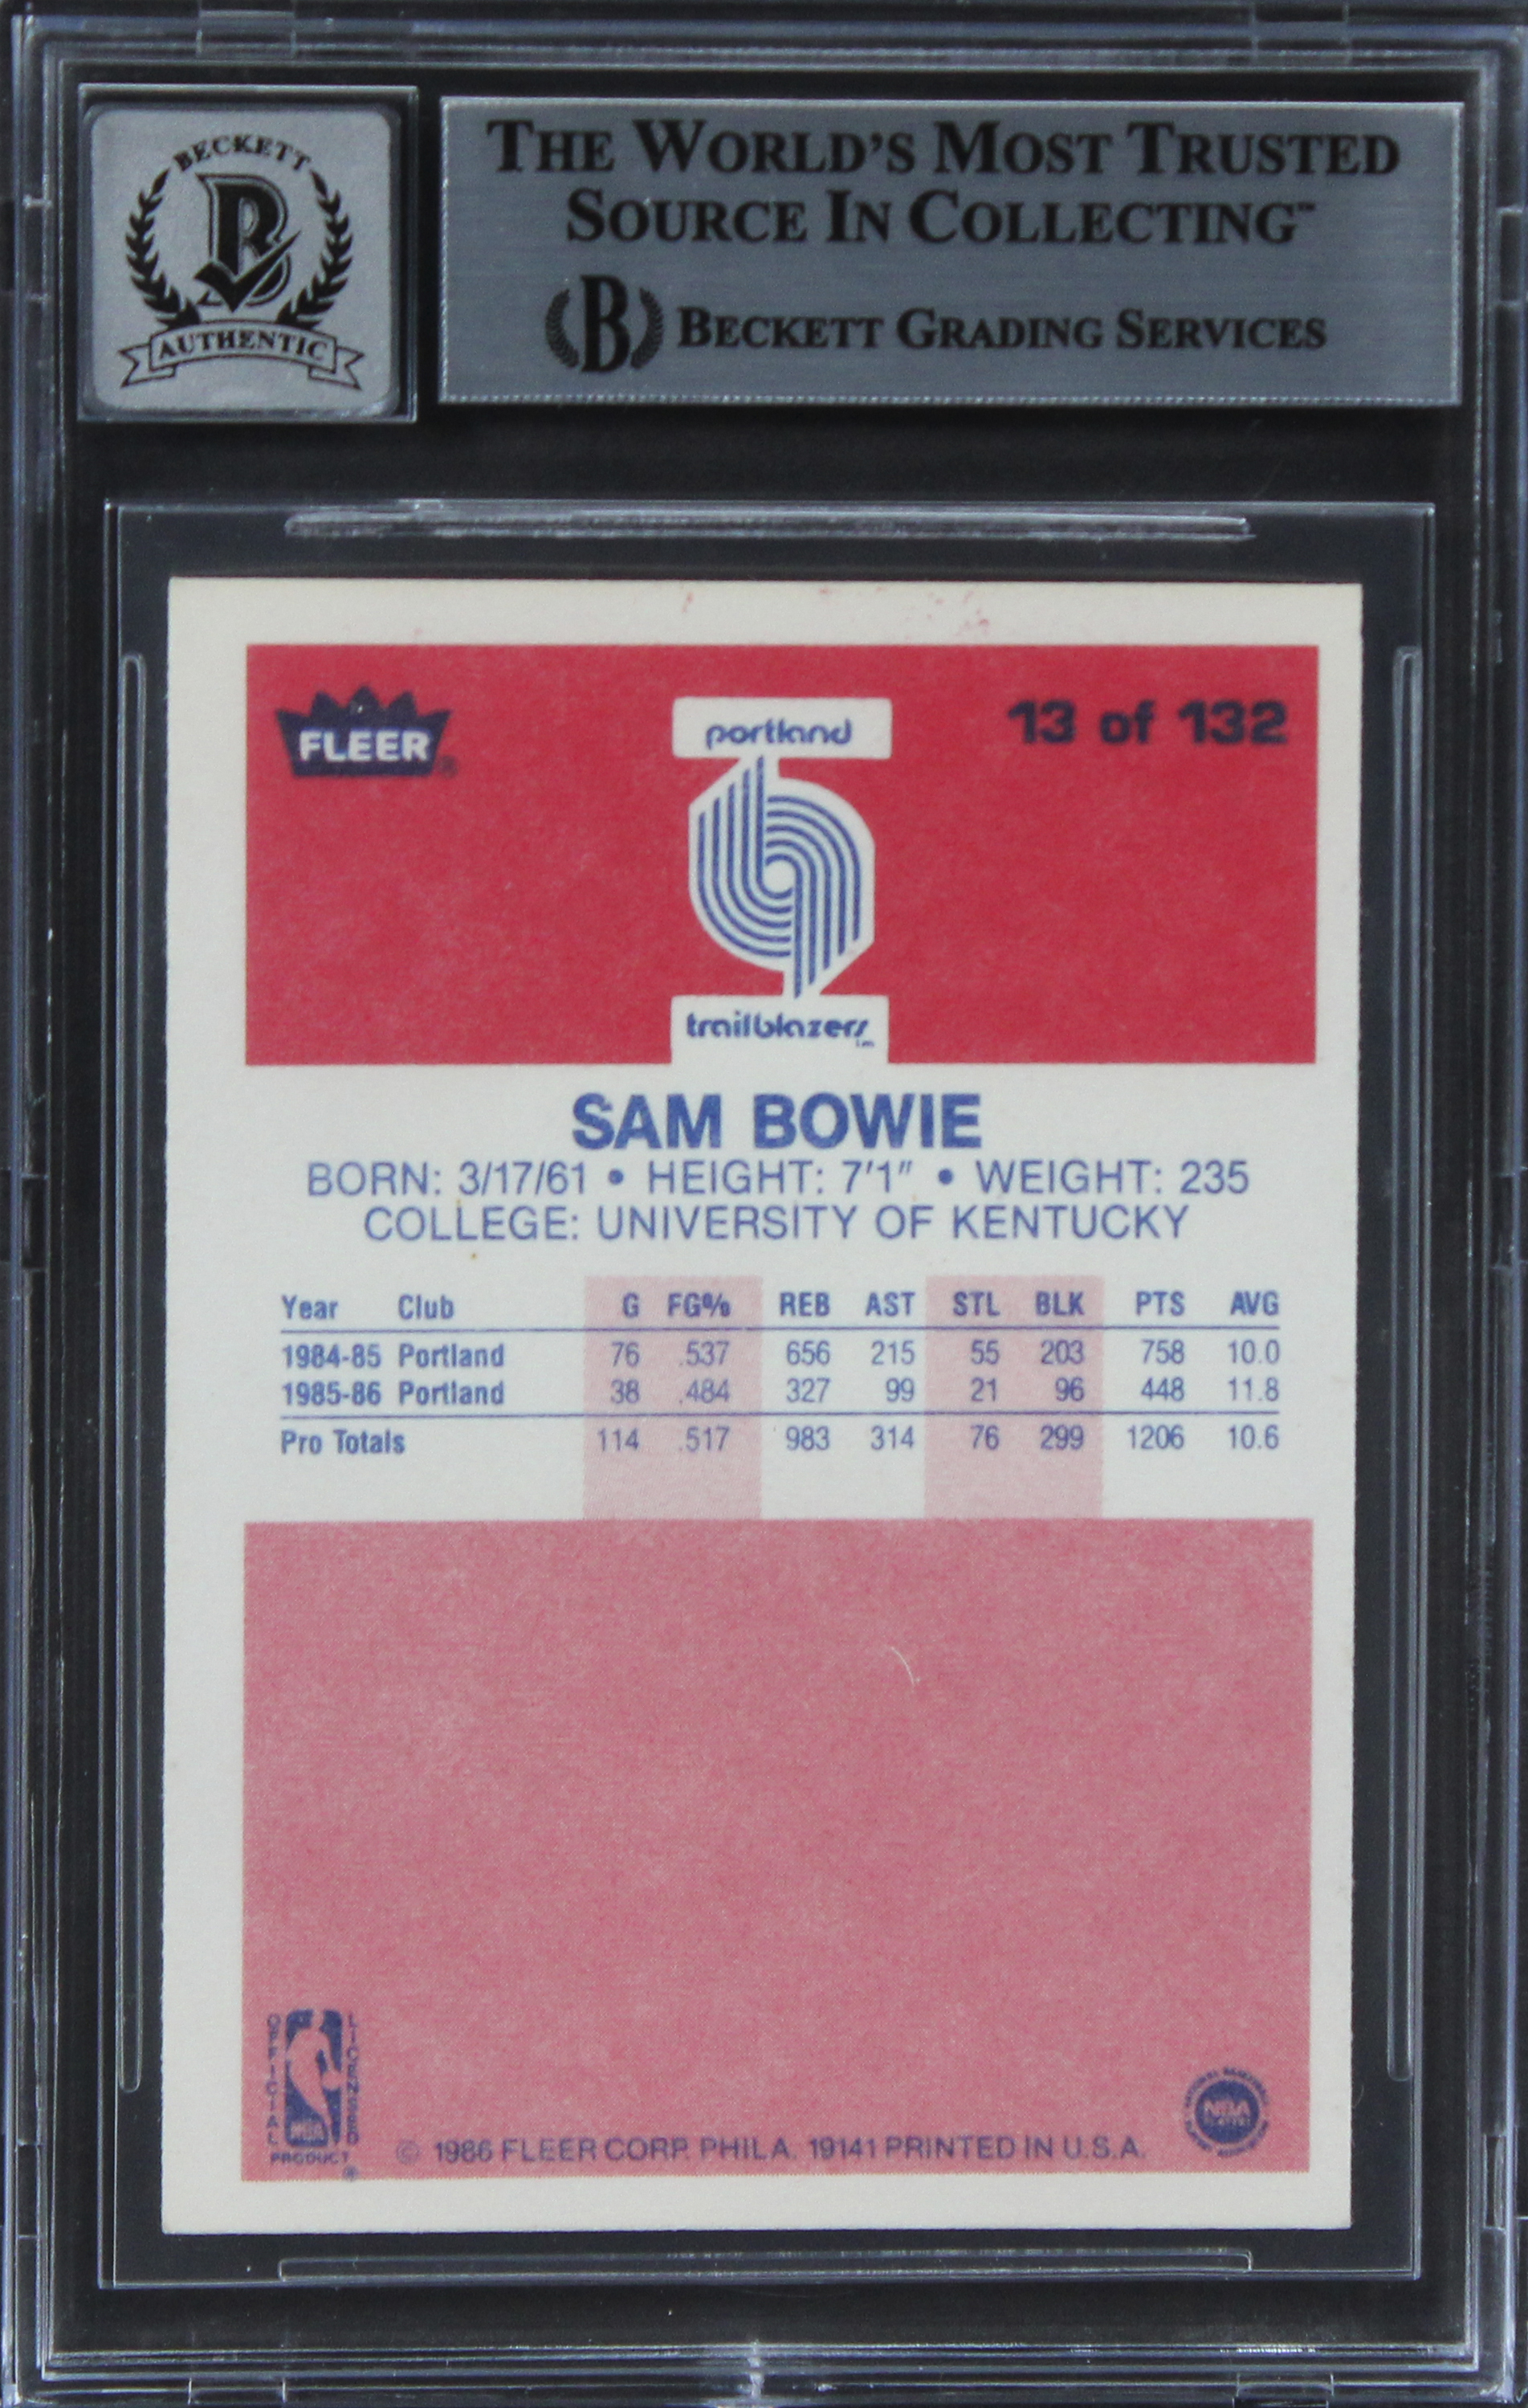 BECKETT
B
AUTHENTIC
THE WORLD'S MOST TRUSTED
SOURCE IN COLLECTING™
B BECKETT GRADING SERVICES
FLEER®
13 of 132
portland
trailblazers
SAM BOWIE
BORN: 3/17/61 • HEIGHT: 7'1" • WEIGHT: 235
COLLEGE: UNIVERSITY OF KENTUCKY
Year Club G FG% REB AST STL BLK PTS AVG
1984-85 Portland 76 .537 656 215 55 203 758 10.0
1985-86 Portland 38 .484 327 99 21 96 448 11.8
Pro Totals 114 .517 983 314 76 299 1206 10.6
OFFICIAL
NBA
LICENSED
PRODUCT®
© 1986 FLEER CORP. PHILA. 19141 PRINTED IN U.S.A.
NBA
PLAYERS